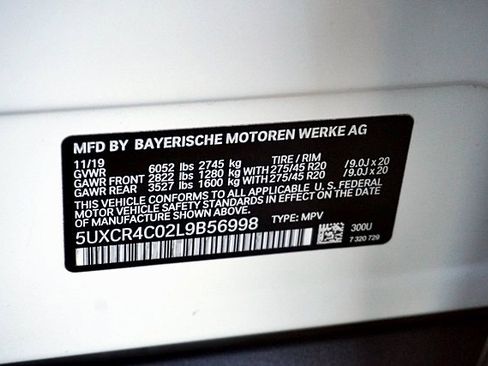 MFD BY BAYERISCHE MOTOREN WERKE AG
11/19 TIRE / RIM
GVWR 6052 lbs 2745 kg
GAWR FRONT 2822 lbs 1280 kg WITH 275/45 R20 / 9.0J x 20
GAWR REAR 3527 lbs 1600 kg WITH 275/45 R20 / 9.0J x 20
THIS VEHICLE CONFORMS TO ALL APPLICABLE U. S. FEDERAL
MOTOR VEHICLE SAFETY STANDARDS IN EFFECT ON THE DATE
OF MANUFACTURE SHOWN ABOVE.
5UXCR4C02L9B56998 TYPE: MPV
300U
7 320 729